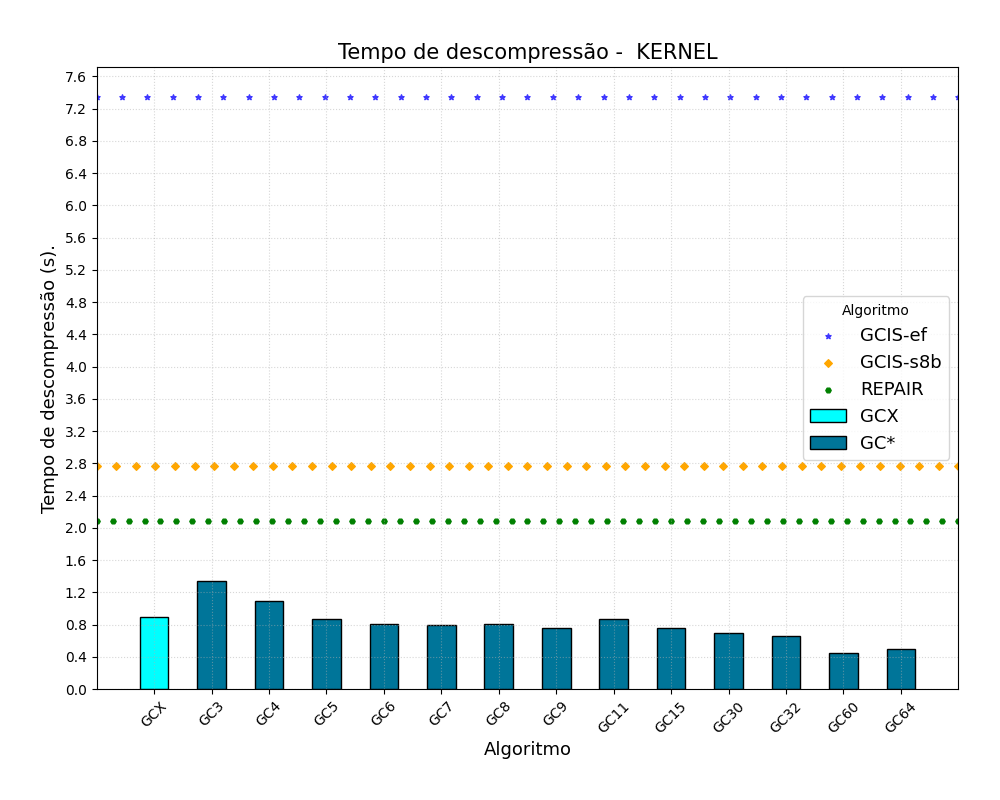 Tempo de descompressão -  KERNEL
Tempo de descompressão (s).
7.6
7.2
6.8
6.4
6.0
5.6
5.2
4.8
4.4
4.0
3.6
3.2
2.8
2.4
2.0
1.6
1.2
0.8
0.4
0.0
Algoritmo
GCIS-ef
GCIS-s8b
REPAIR
GCX
GC*
GCX
GC3
GC4
GC5
GC6
GC7
GC8
GC9
GC11
GC15
GC30
GC32
GC60
GC64
Algoritmo